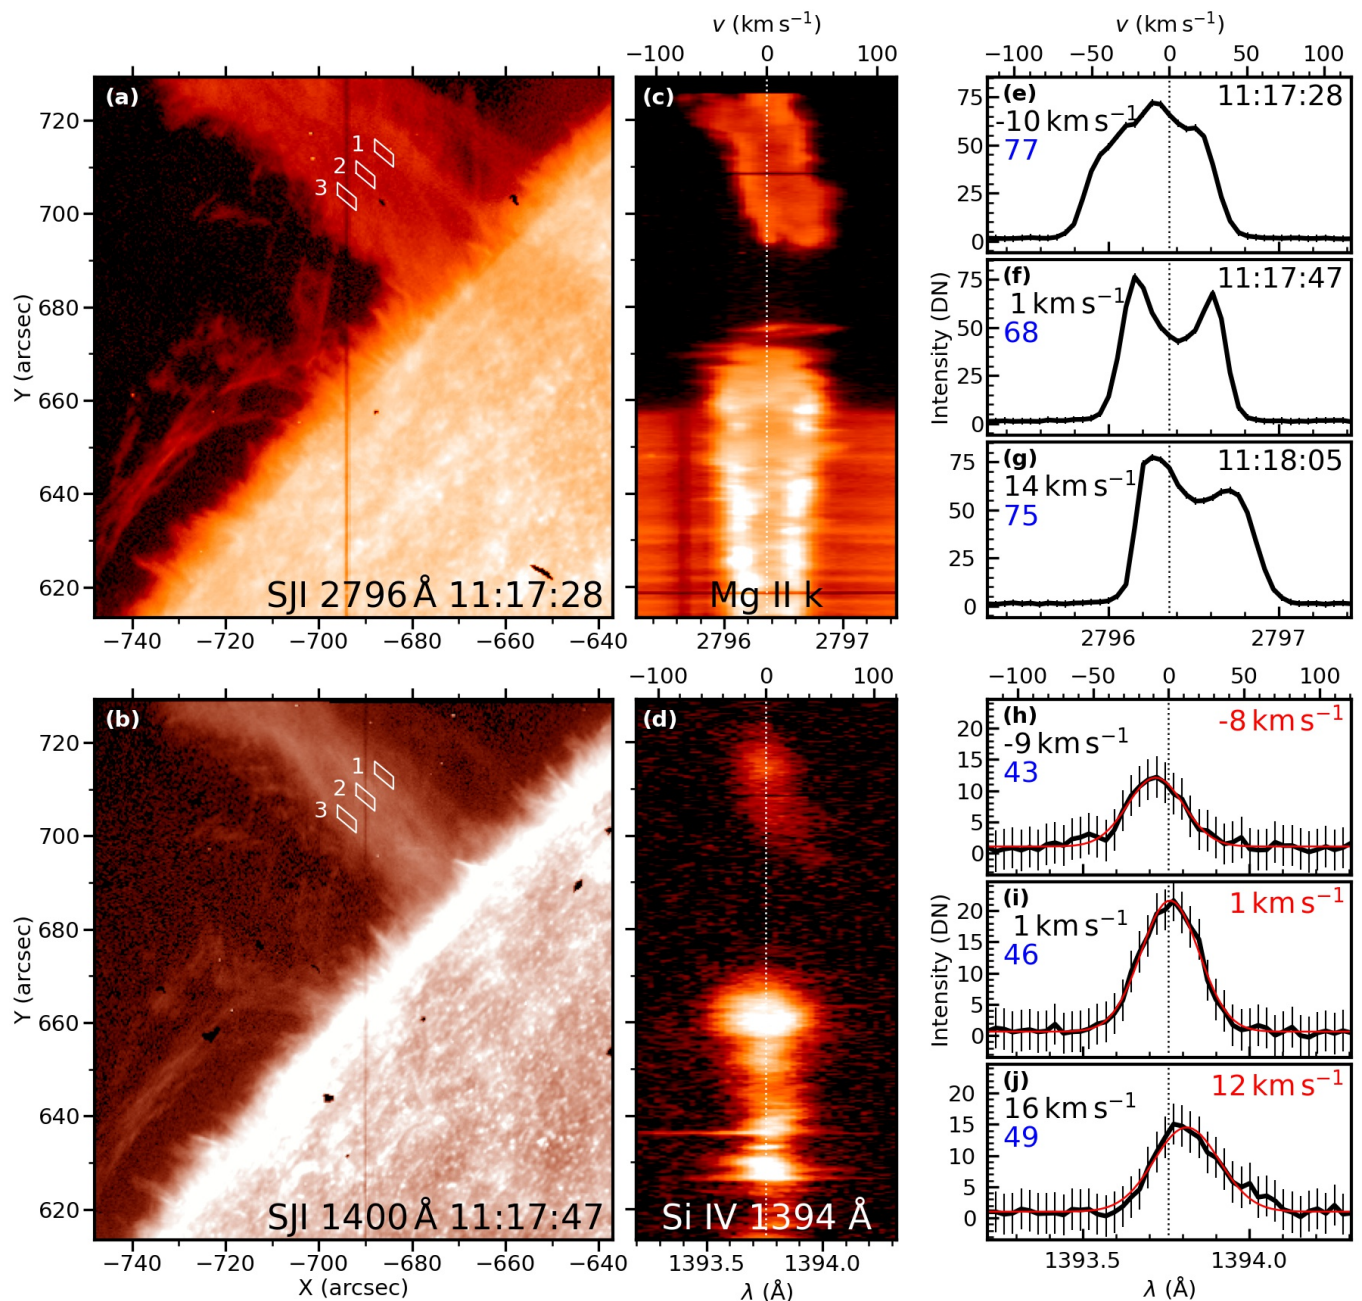 v (km s⁻¹)
−100 0 100
v (km s⁻¹)
−100 −50 0 50 100
(a)
720
700
680
660
640
620
Y (arcsec)
1
2
3
SJI 2796 Å 11:17:28
−740 −720 −700 −680 −660 −640
(c)
Mg II k
2796 2797
(e) 11:17:28
-10 km s⁻¹
77
75
50
25
0
(f) 11:17:47
1 km s⁻¹
68
75
50
25
0
Intensity (DN)
(g) 11:18:05
14 km s⁻¹
75
75
50
25
0
2796 2797
(b)
720
700
680
660
640
620
Y (arcsec)
1
2
3
SJI 1400 Å 11:17:47
−740 −720 −700 −680 −660 −640
X (arcsec)
−100 0 100
(d)
Si IV 1394 Å
1393.5 1394.0
λ (Å)
−100 −50 0 50 100
(h) -8 km s⁻¹
-9 km s⁻¹
43
20
15
10
5
0
(i) 1 km s⁻¹
1 km s⁻¹
46
20
15
10
5
0
Intensity (DN)
(j) 12 km s⁻¹
16 km s⁻¹
49
20
15
10
5
0
1393.5 1394.0
λ (Å)